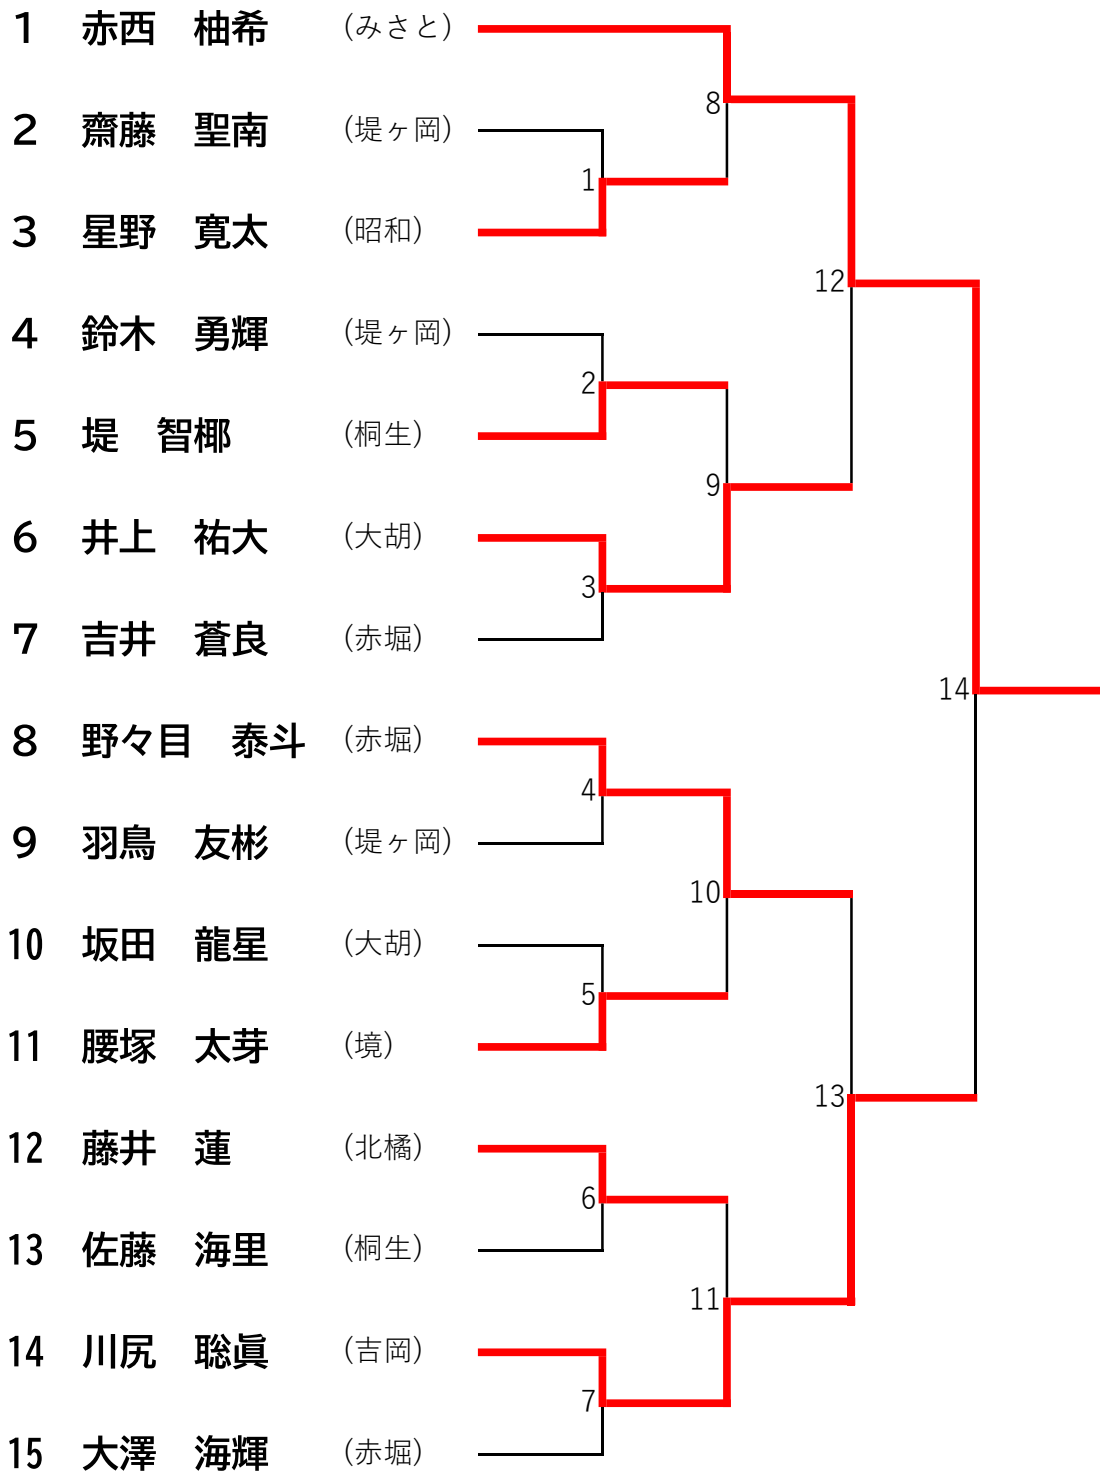 1 赤西 柚希 (みさと)
8
2 齋藤 聖南 (堤ヶ岡)
1
3 星野 寛太 (昭和)
12
4 鈴木 勇輝 (堤ヶ岡)
2
5 堤 智椰 (桐生)
9
6 井上 祐大 (大胡)
3
7 吉井 蒼良 (赤堀)
14
8 野々目 泰斗 (赤堀)
4
9 羽鳥 友彬 (堤ヶ岡)
10
10 坂田 龍星 (大胡)
5
11 腰塚 太芽 (境)
13
12 藤井 蓮 (北橘)
6
13 佐藤 海里 (桐生)
11
14 川尻 聡眞 (吉岡)
7
15 大澤 海輝 (赤堀)